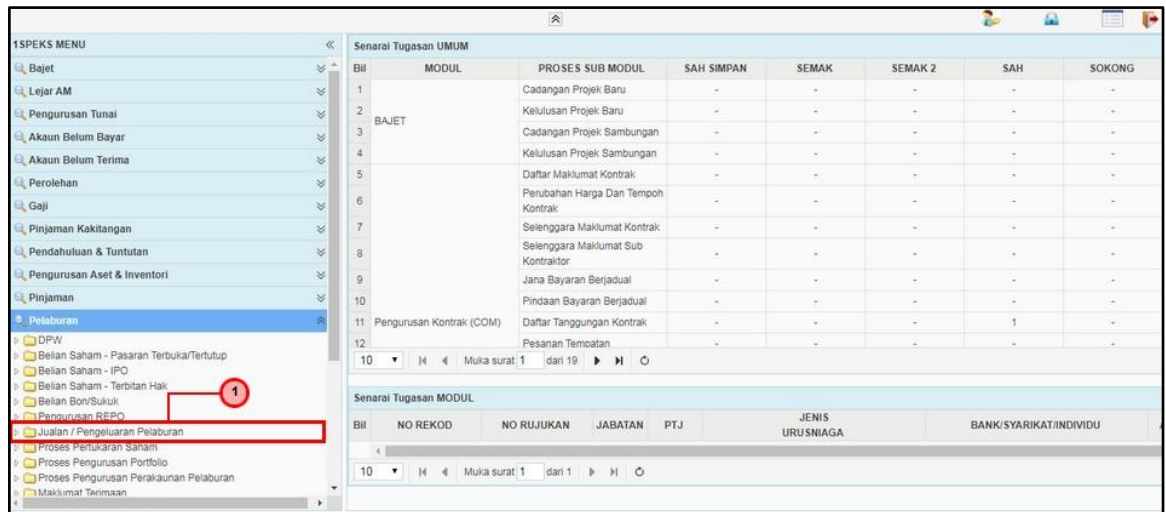 1SPEKS MENU
Bajet
Lejar AM
Pengurusan Tunai
Akaun Belum Bayar
Akaun Belum Terima
Perolehan
Gaji
Pinjaman Kakitangan
Pendahuluan & Tuntutan
Pengurusan Aset & Inventori
Pinjaman
Pelaburan
DPW
Belian Saham - Pasaran Terbuka/Tertutup
Belian Saham - IPO
Belian Saham - Terbitan Hak
Belian Bon/Sukuk
Pengurusan REPO
Jualan / Pengeluaran Pelaburan
Proses Pertukaran Saham
Proses Pengurusan Portfolio
Proses Pengurusan Perakaunan Pelaburan
Maklumat Terimaan
1
Senarai Tugasan UMUM
Bil MODUL PROSES SUB MODUL SAH SIMPAN SEMAK SEMAK 2 SAH SOKONG
1 Cadangan Projek Baru - - - - -
2 Kelulusan Projek Baru - - - - -
BAJET
3 Cadangan Projek Sambungan - - - - -
4 Kelulusan Projek Sambungan - - - - -
5 Daftar Maklumat Kontrak - - - - -
6 Perubahan Harga Dan Tempoh
Kontrak - - - - -
7 Selenggara Maklumat Kontrak - - - - -
8 Selenggara Maklumat Sub
Kontraktor - - - - -
9 Jana Bayaran Berjadual - - - - -
10 Pindaan Bayaran Berjadual - - - - -
11 Pengurusan Kontrak (COM) Daftar Tanggungan Kontrak - - - 1 -
12 Pesanan Tempatan - - - - -
10 Muka surat 1 dari 19
Senarai Tugasan MODUL
Bil NO REKOD NO RUJUKAN JABATAN PTJ JENIS
URUSNIAGA BANK/SYARIKAT/INDIVIDU
10 Muka surat 1 dari 1